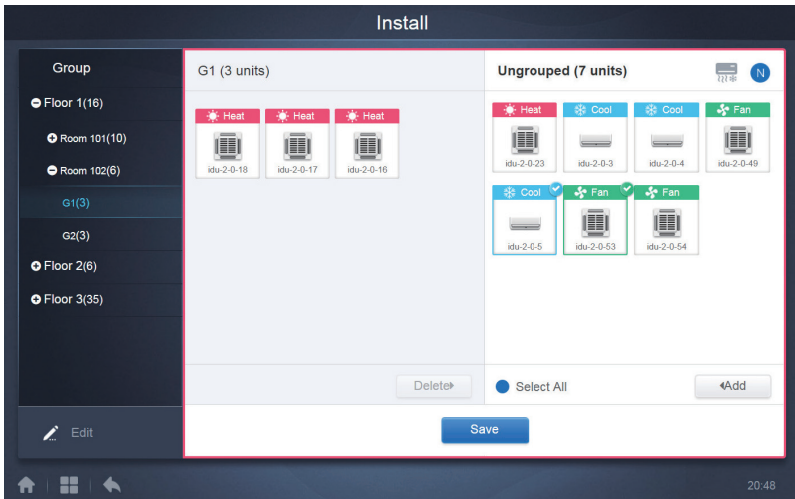 Install
Group
Floor 1(16)
Room 101(10)
Room 102(6)
G1(3)
G2(3)
Floor 2(6)
Floor 3(35)
Edit
G1 (3 units)
Heat Heat Heat
idu-2-0-18 idu-2-0-17 idu-2-0-16
Delete
Ungrouped (7 units)
N
Heat Cool Cool Fan
idu-2-0-23 idu-2-0-3 idu-2-0-4 idu-2-0-49
Cool Fan Fan
idu-2-0-5 idu-2-0-53 idu-2-0-54
Select All
Add
Save
20:48